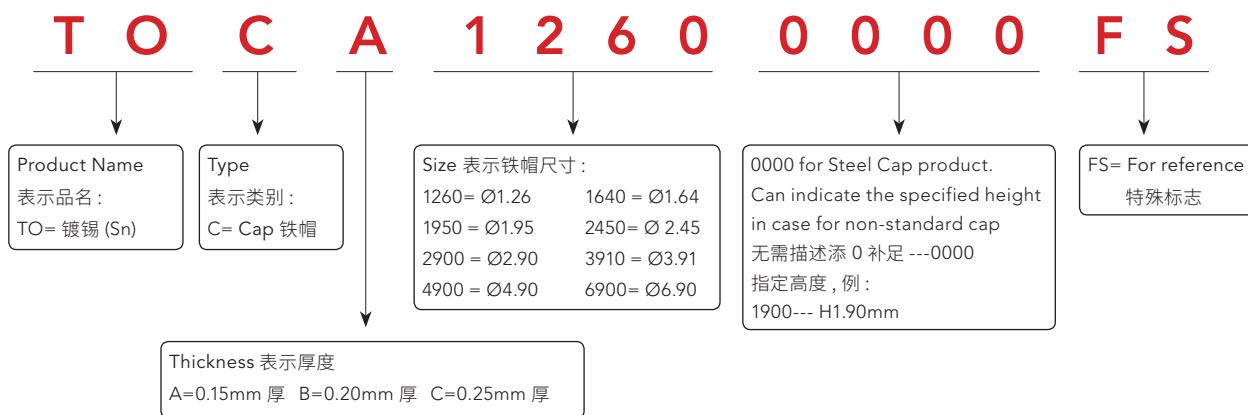 T O C A 1 2 6 0 0 0 0 0 F S
Product Name
表示品名 :
TO= 镀锡 (Sn)
Type
表示类别 :
C= Cap 铁帽
Size 表示铁帽尺寸 :
1260= Ø1.26 1640 = Ø1.64
1950 = Ø1.95 2450= Ø 2.45
2900 = Ø2.90 3910 = Ø3.91
4900 = Ø4.90 6900= Ø6.90
0000 for Steel Cap product.
Can indicate the specified height
in case for non-standard cap
无需描述添 0 补足 ---0000
指定高度 , 例 :
1900--- H1.90mm
FS= For reference
特殊标志
Thickness 表示厚度
A=0.15mm 厚 B=0.20mm 厚 C=0.25mm 厚